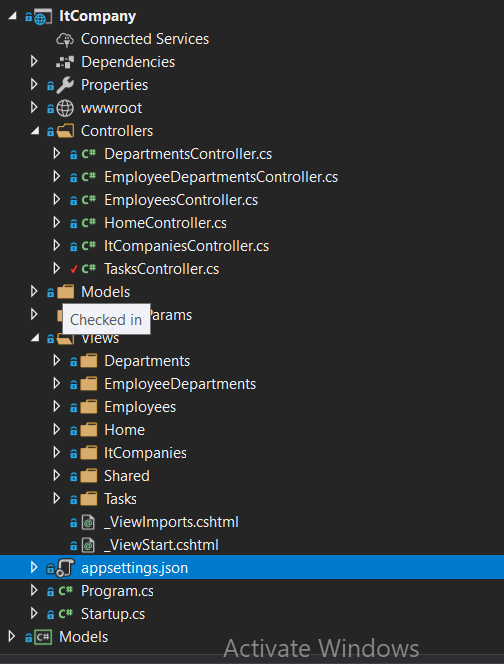 ItCompany
Connected Services
Dependencies
Properties
wwwroot
Controllers
DepartmentsController.cs
EmployeeDepartmentsController.cs
EmployeesController.cs
HomeController.cs
ItCompaniesController.cs
TasksController.cs
Models
Checked in
Params
Views
Departments
EmployeeDepartments
Employees
Home
ItCompanies
Shared
Tasks
_ViewImports.cshtml
_ViewStart.cshtml
appsettings.json
Program.cs
Startup.cs
Models
Activate Windows